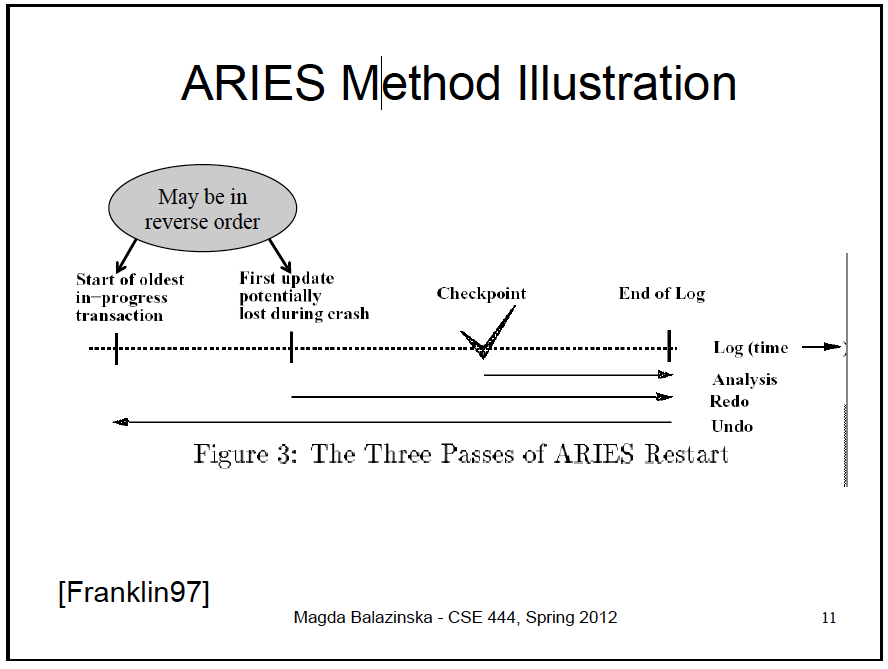 ARIES Method Illustration
May be in
reverse order
Start of oldest
in-progress
transaction
First update
potentially
lost during crash
Checkpoint
End of Log
Log (time
)
Analysis
Redo
Undo
Figure 3: The Three Passes of ARIES Restart
[Franklin97]
Magda Balazinska - CSE 444, Spring 2012
11